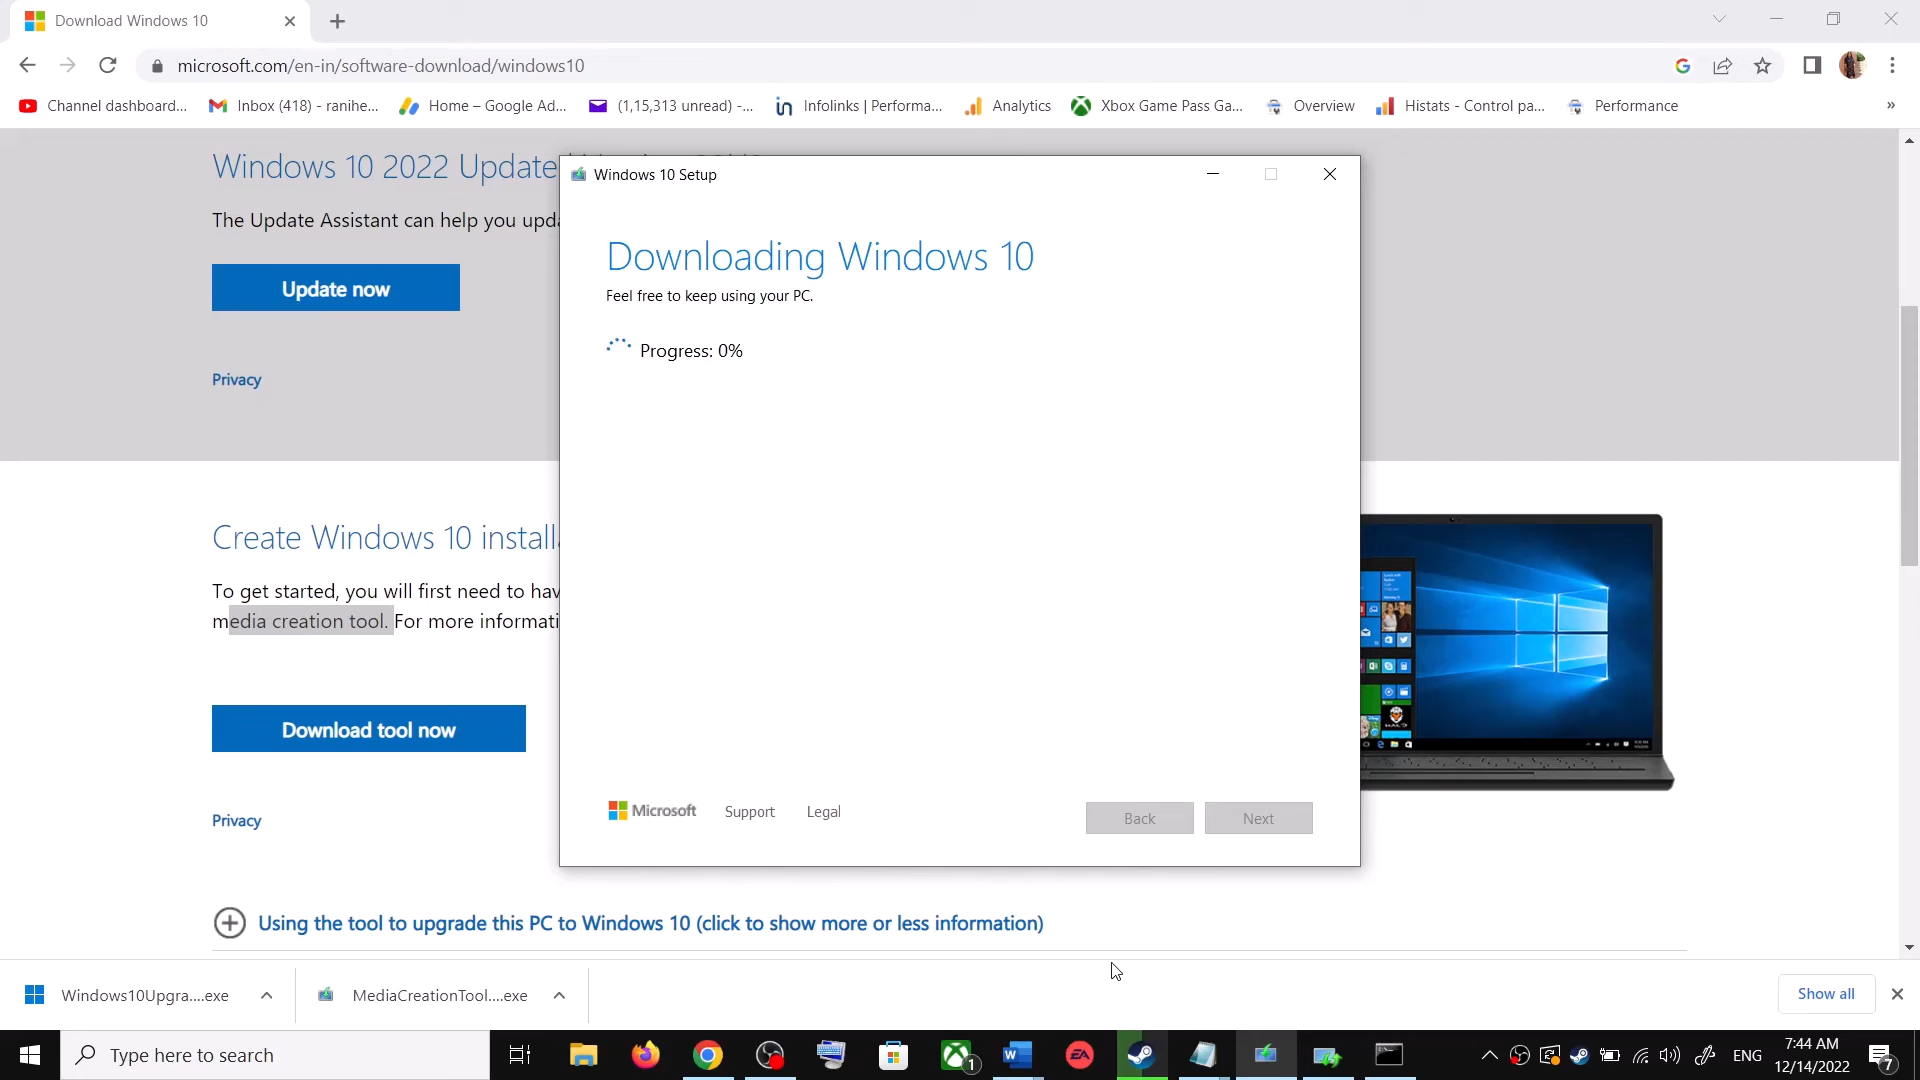 Download Windows 10
microsoft.com/en-in/software-download/windows10
Channel dashboard...
Inbox (418) - ranihe...
Home – Google Ad...
(1,15,313 unread) -...
Infolinks | Performa...
Analytics
Xbox Game Pass Ga...
Overview
Histats - Control pa...
Performance
»
Windows 10 2022 Update
The Update Assistant can help you upda
Update now
Privacy
Windows 10 Setup
Downloading Windows 10
Feel free to keep using your PC.
Progress: 0%
Microsoft
Support
Legal
Back
Next
Create Windows 10 installa
To get started, you will first need to hav
media creation tool. For more informati
Download tool now
Privacy
Using the tool to upgrade this PC to Windows 10 (click to show more or less information)
Windows10Upgra....exe
MediaCreationTool....exe
Show all
Type here to search
1
ENG
7:44 AM
12/14/2022
7